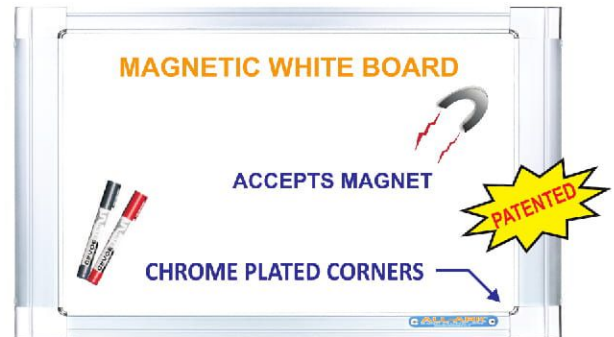 MAGNETIC WHITE BOARD
ACCEPTS MAGNET
PATENTED
CHROME PLATED CORNERS